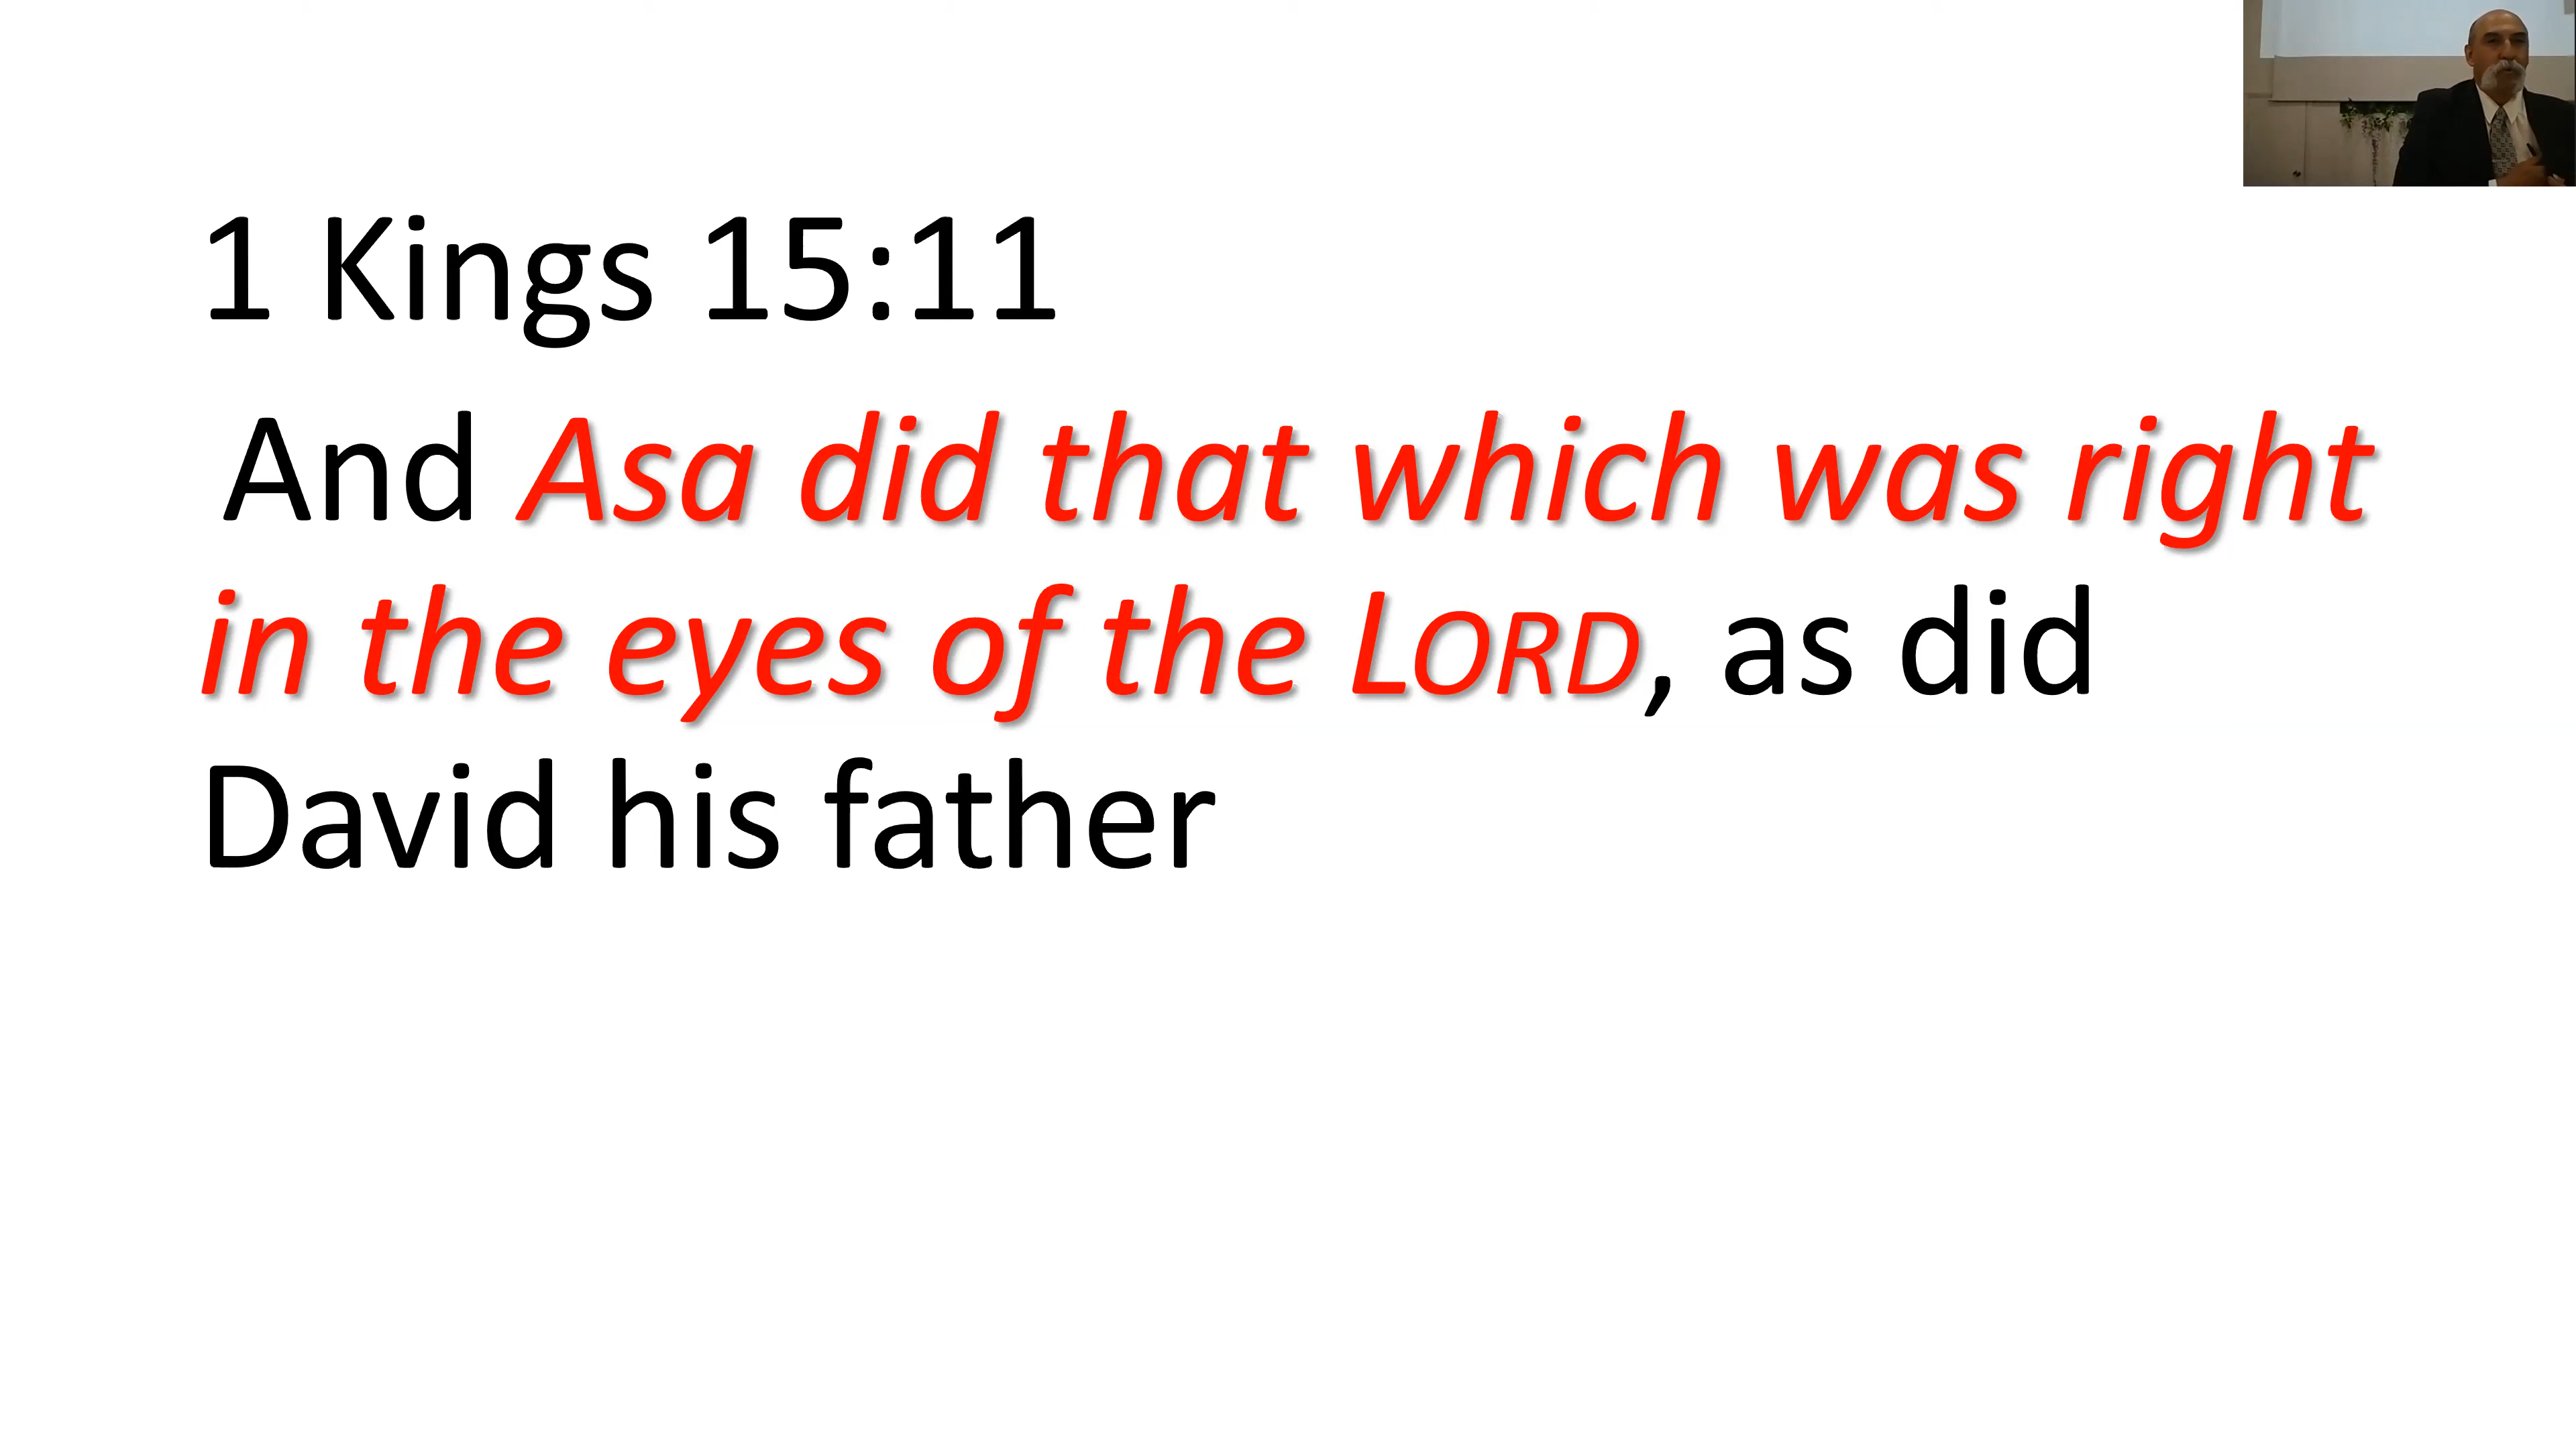 1 Kings 15:11
And Asa did that which was right
in the eyes of the LORD, as did
David his father